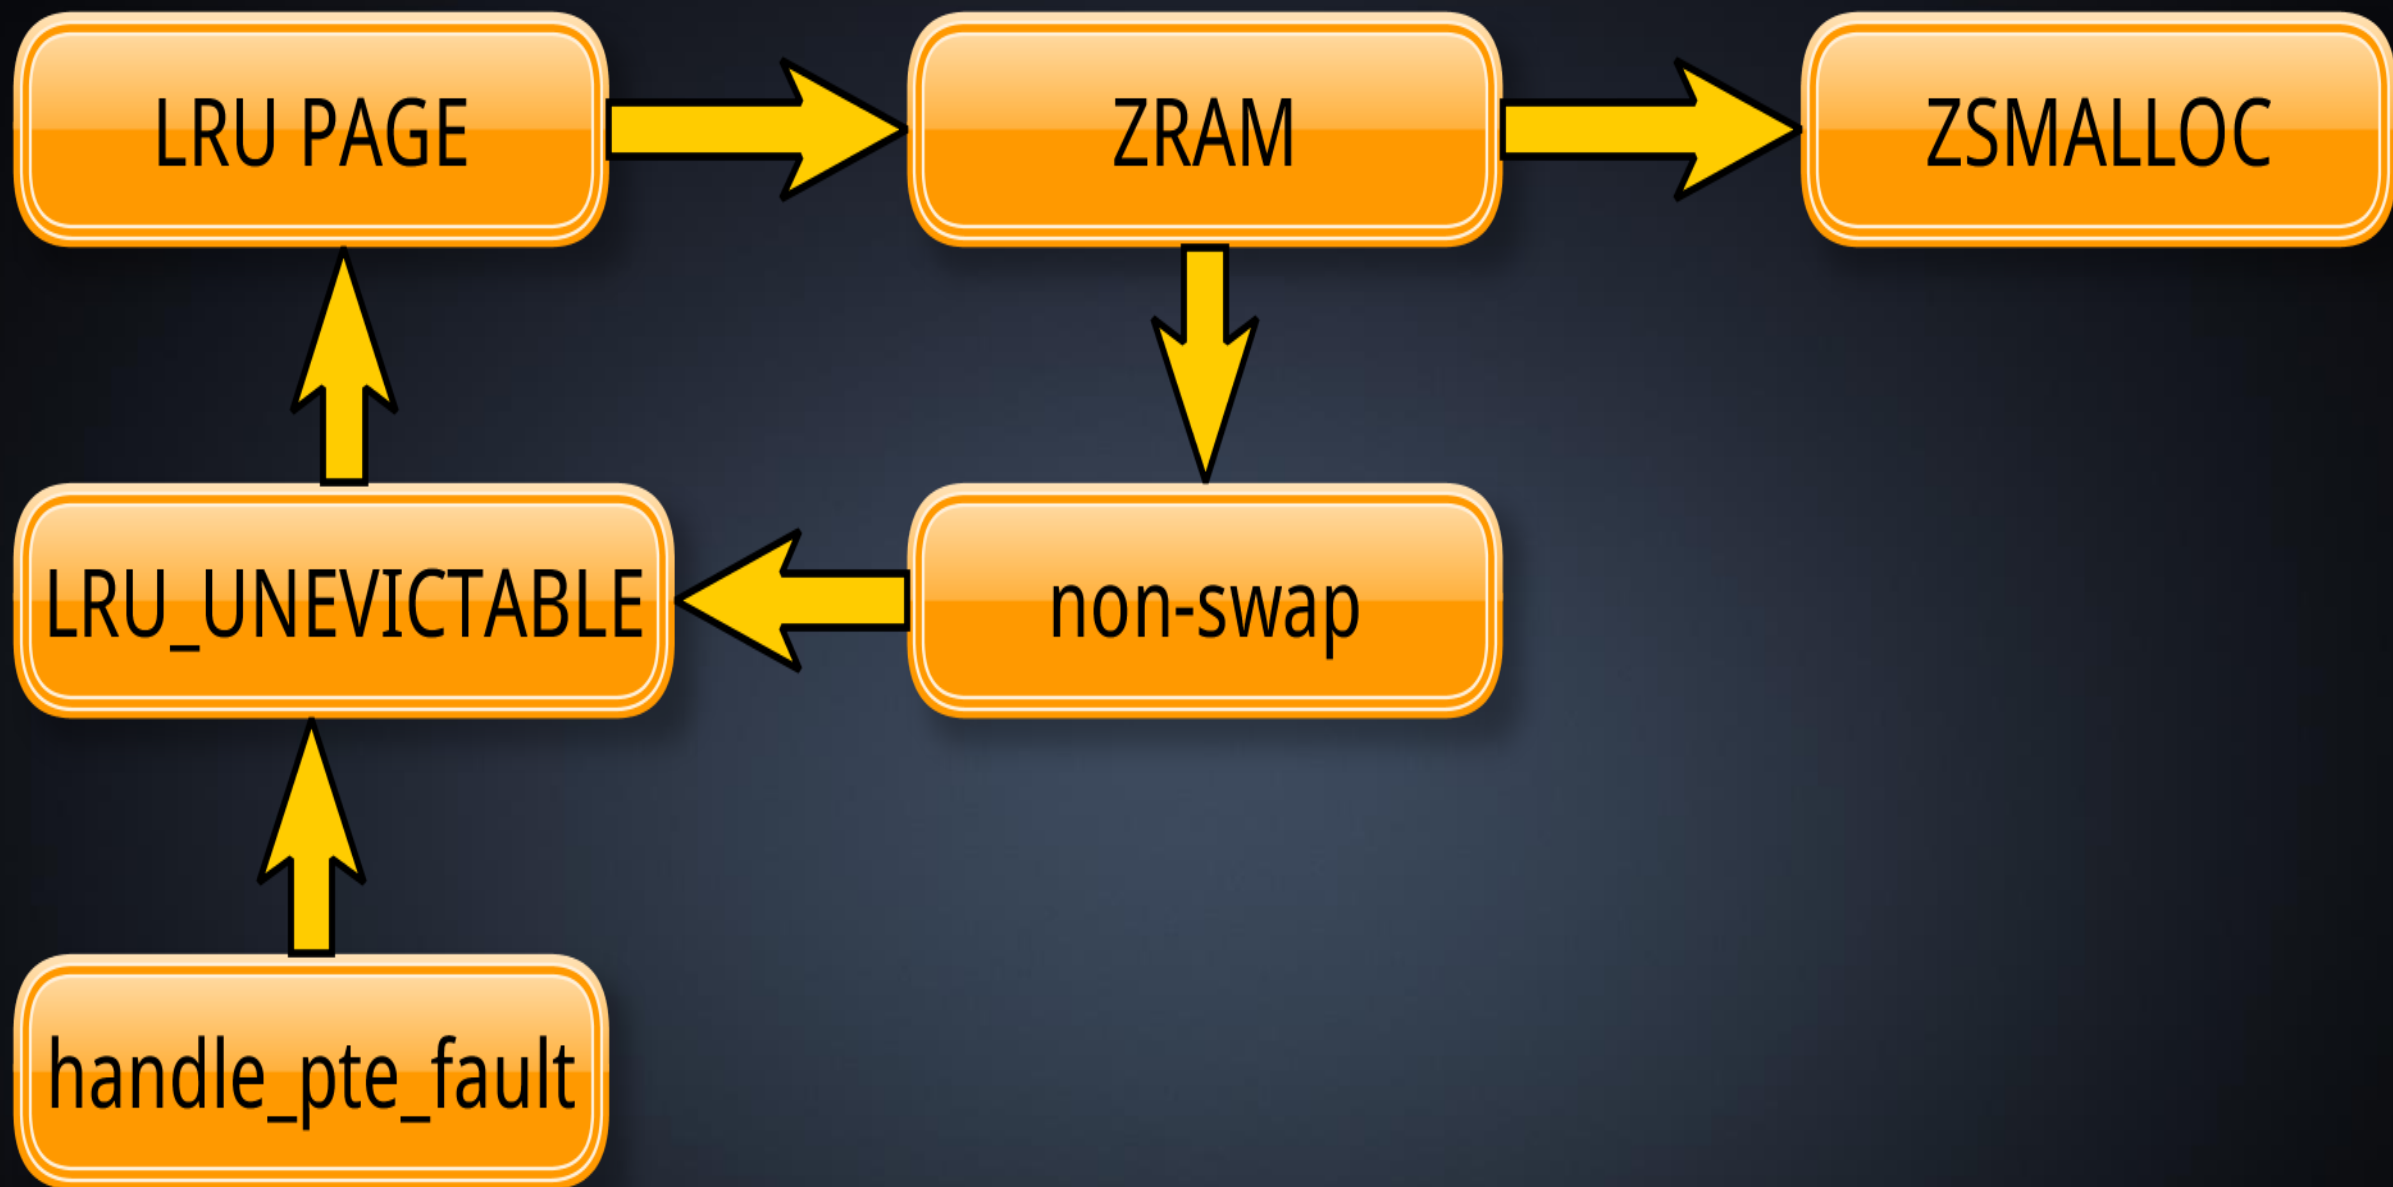 LRU PAGE
ZRAM
ZSMALLOC
LRU_UNEVICTABLE
non-swap
handle_pte_fault